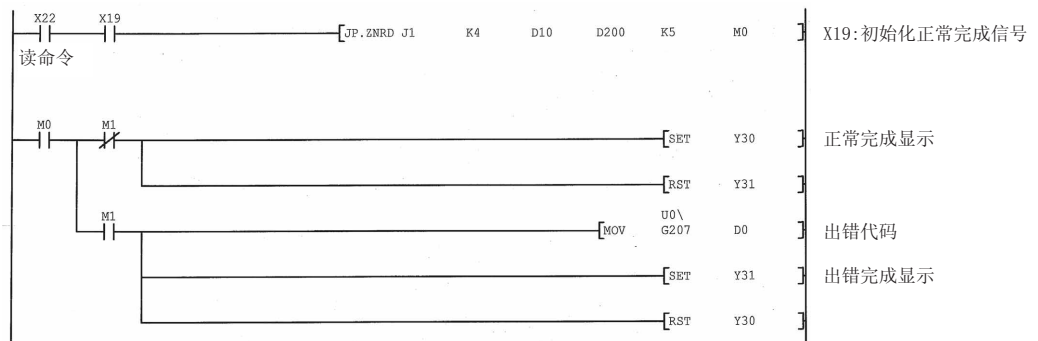 X22 X19
JP.ZNRD J1 K4 D10 D200 K5 M0 X19:初始化正常完成信号
读命令
M0 M1
SET Y30 正常完成显示
RST Y31
M1 U0\
MOV G207 D0 出错代码
SET Y31 出错完成显示
RST Y30